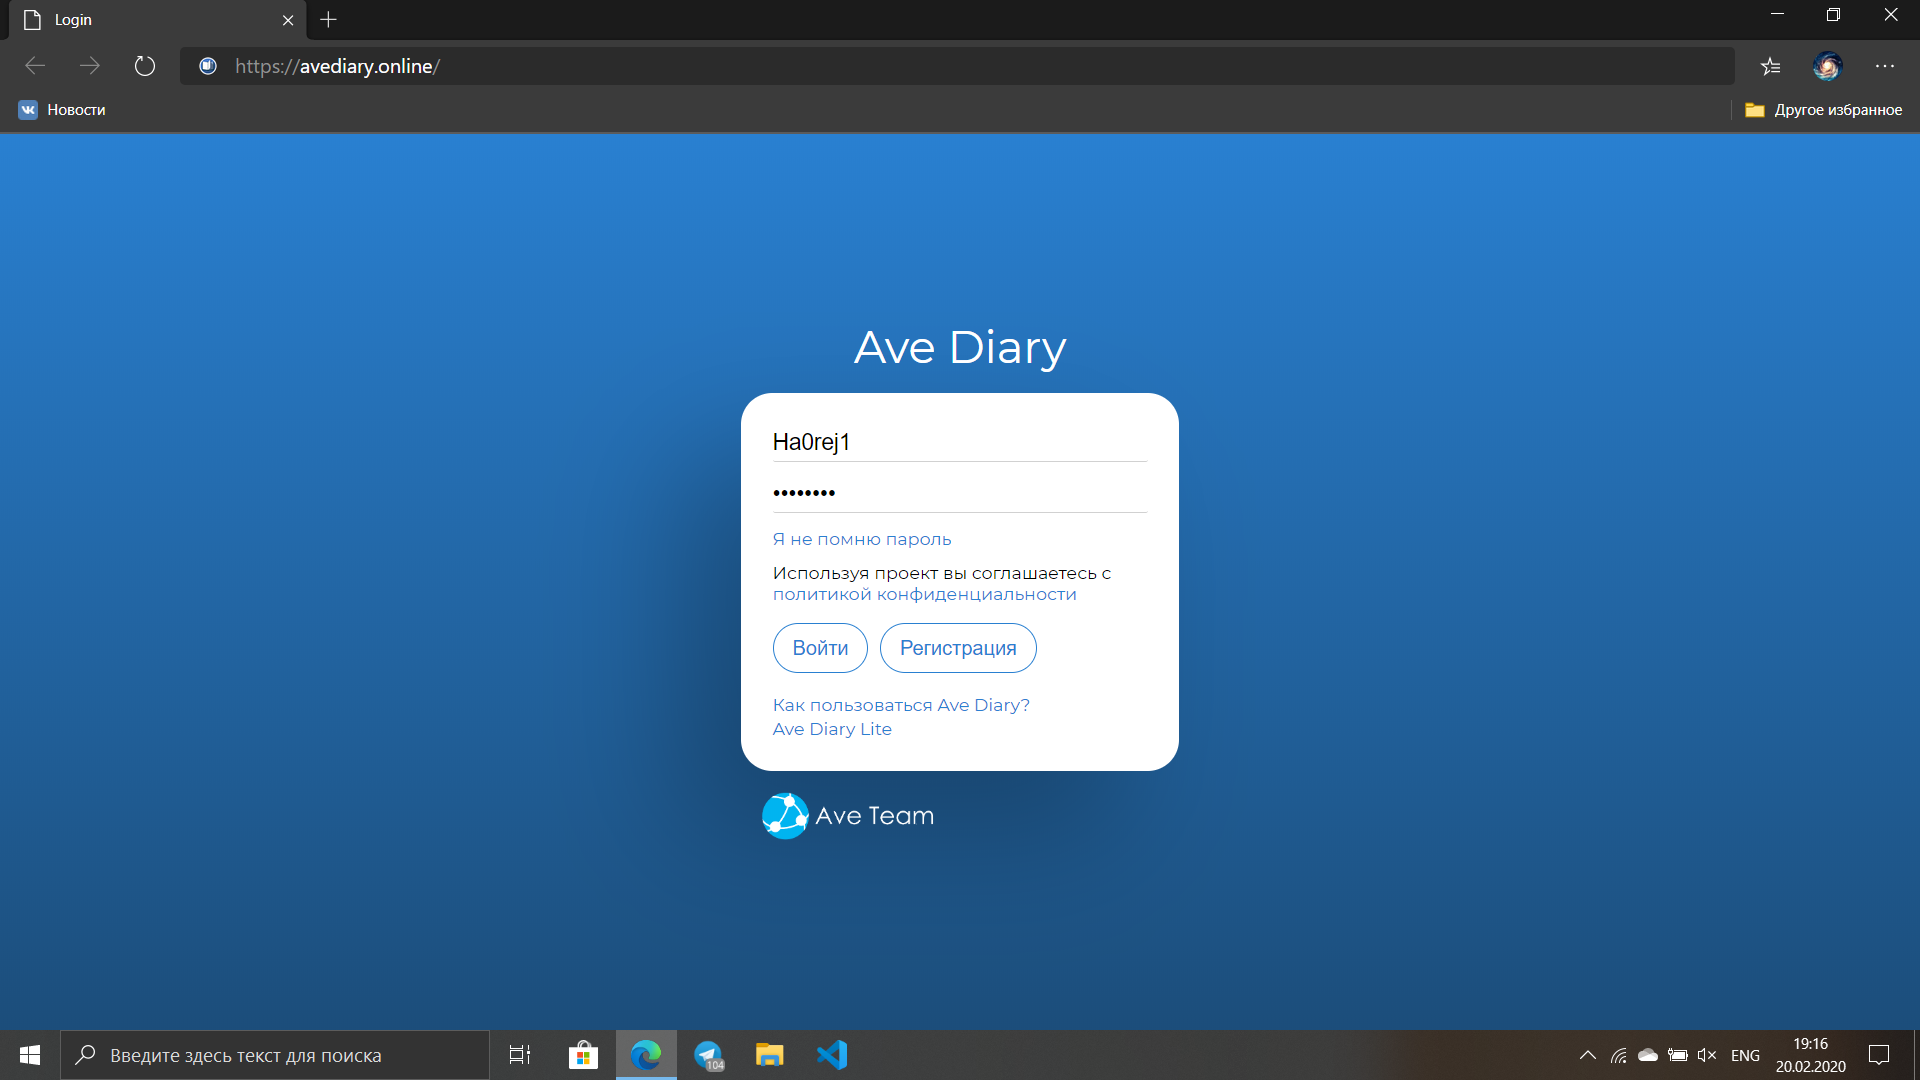 Login
https://avediary.online/
Новости
Другое избранное
Ave Diary
Ha0rej1
••••••••
Я не помню пароль
Используя проект вы соглашаетесь с
политикой конфиденциальности
Войти
Регистрация
Как пользоваться Ave Diary?
Ave Diary Lite
Ave Team
Введите здесь текст для поиска
104
ENG
19:16
20.02.2020